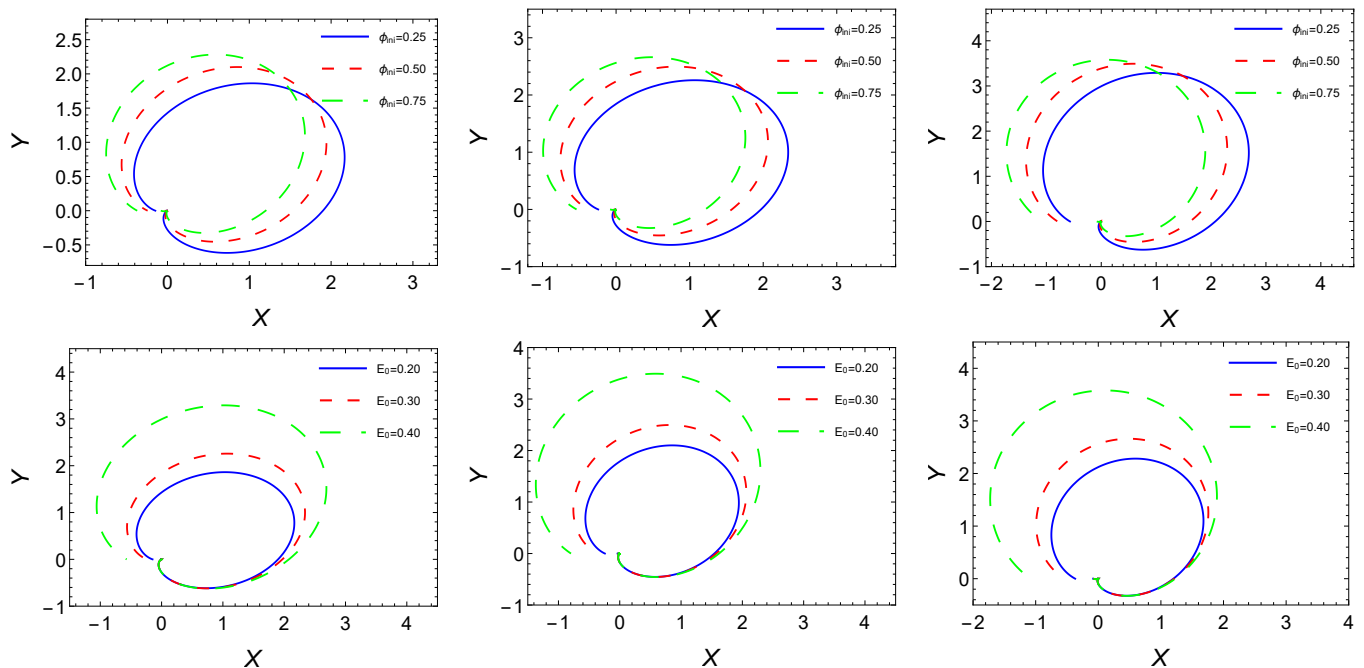 ϕini=0.25
ϕini=0.50
ϕini=0.75
Y
2.5
2.0
1.5
1.0
0.5
0.0
−0.5
−1 0 1 2 3
X
ϕini=0.25
ϕini=0.50
ϕini=0.75
Y
3
2
1
0
−1
−1 0 1 2 3
X
ϕini=0.25
ϕini=0.50
ϕini=0.75
Y
4
3
2
1
0
−1
−2 −1 0 1 2 3 4
X
E0=0.20
E0=0.30
E0=0.40
Y
4
3
2
1
0
−1
−1 0 1 2 3 4
X
E0=0.20
E0=0.30
E0=0.40
Y
4
3
2
1
0
−1
−1 0 1 2 3 4
X
E0=0.20
E0=0.30
E0=0.40
Y
4
3
2
1
0
−2 −1 0 1 2 3 4
X